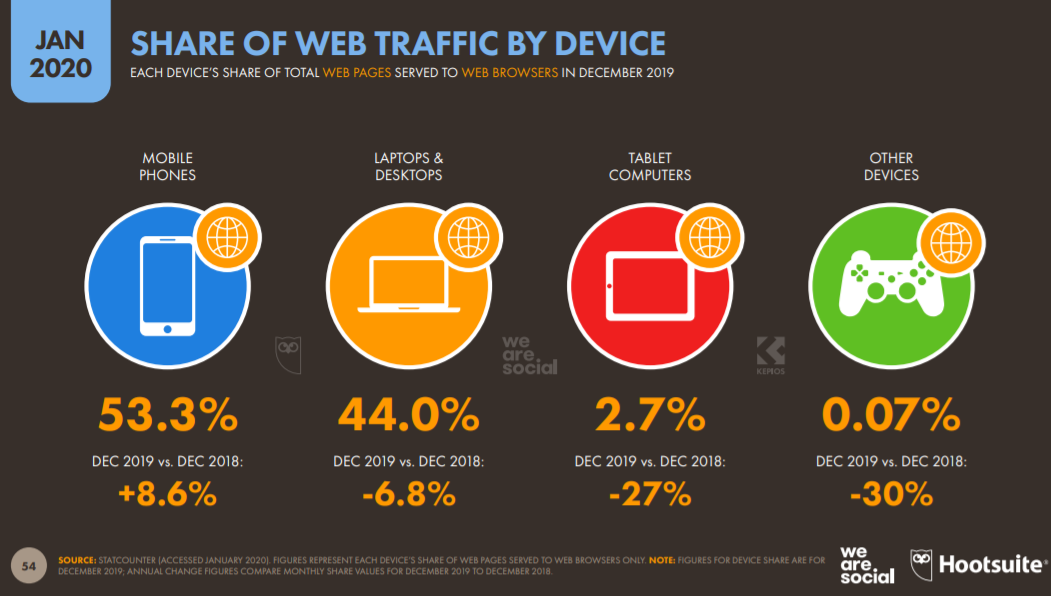 JAN
2020
SHARE OF WEB TRAFFIC BY DEVICE
EACH DEVICE'S SHARE OF TOTAL WEB PAGES SERVED TO WEB BROWSERS IN DECEMBER 2019
MOBILE
PHONES
LAPTOPS &
DESKTOPS
TABLET
COMPUTERS
OTHER
DEVICES
we
are
social
KEPIOS
53.3%
44.0%
2.7%
0.07%
DEC 2019 vs. DEC 2018:
DEC 2019 vs. DEC 2018:
DEC 2019 vs. DEC 2018:
DEC 2019 vs. DEC 2018:
+8.6%
-6.8%
-27%
-30%
54
SOURCE: STATCOUNTER (ACCESSED JANUARY 2020). FIGURES REPRESENT EACH DEVICE'S SHARE OF WEB PAGES SERVED TO WEB BROWSERS ONLY. NOTE: FIGURES FOR DEVICE SHARE ARE FOR
DECEMBER 2019; ANNUAL CHANGE FIGURES COMPARE MONTHLY SHARE VALUES FOR DECEMBER 2019 TO DECEMBER 2018.
we
are
social
Hootsuite®